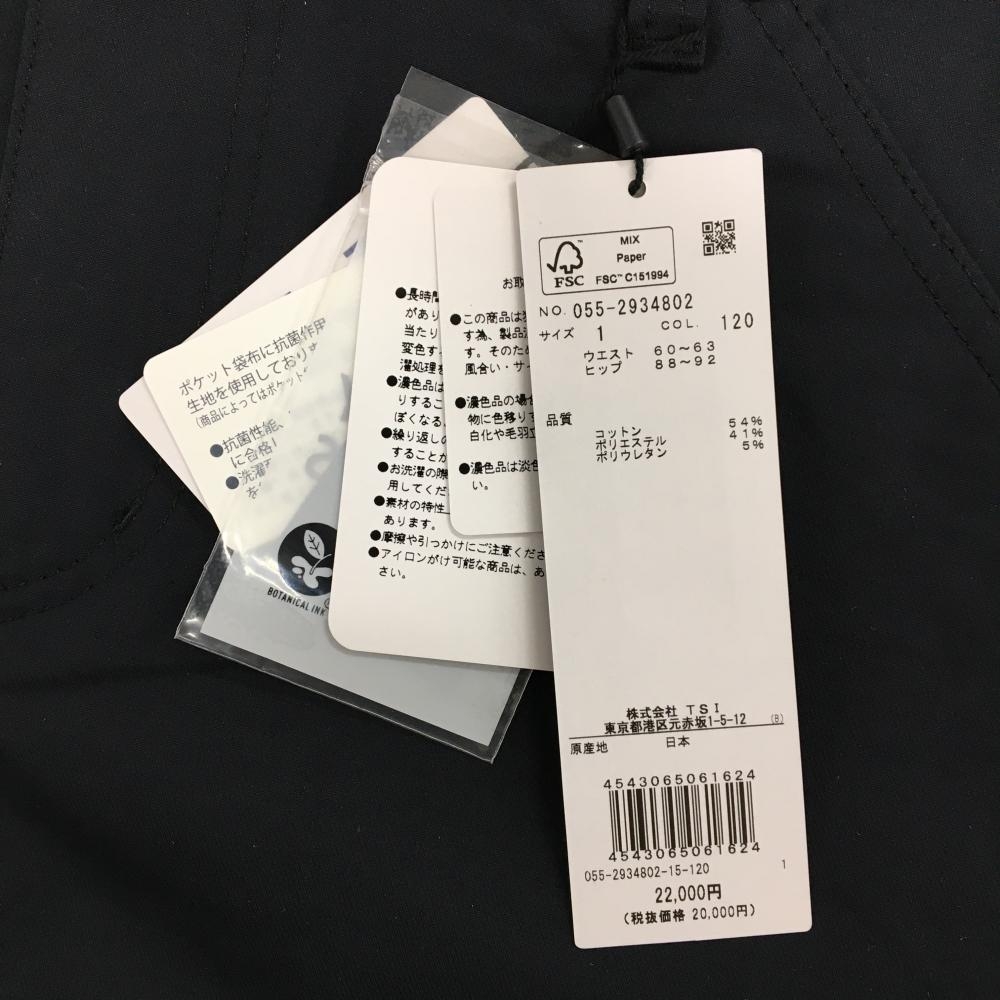 MIX
Paper
FSC™ C151994
FSC
NO. 055-2934802
サイズ 1 COL. 120
ウエスト 60〜63
ヒップ 88〜92
品質
コットン 54%
ポリエステル 41%
ポリウレタン 5%
株式会社 TSI
東京都港区元赤坂1-5-12 (B)
原産地 日本
4543065061624
4543065061624
055-2934802-15-120 1
22,000円
(税抜価格 20,000円)
お取
●この商品は
す為、製品
す。そのため
風合い・サ
●濃色品の場合
物に色移りす
白化や毛羽立
●濃色品は淡色
い。
●長時間
があり
当たり
変色す
濯処理を
●濃色品は
りするこ
ぽくなる
●繰り返しの
することが
●お洗濯の際
用してくだ
●素材の特性
あります。
●摩擦や引っかけにご注意くださ
●アイロンがけ可能な商品は、あ
さい。
ポケット袋布に抗菌作用
生地を使用しており
(商品によってはポケット
●抗菌性能、
に合格
●洗濯
を
BOTANICAL INK